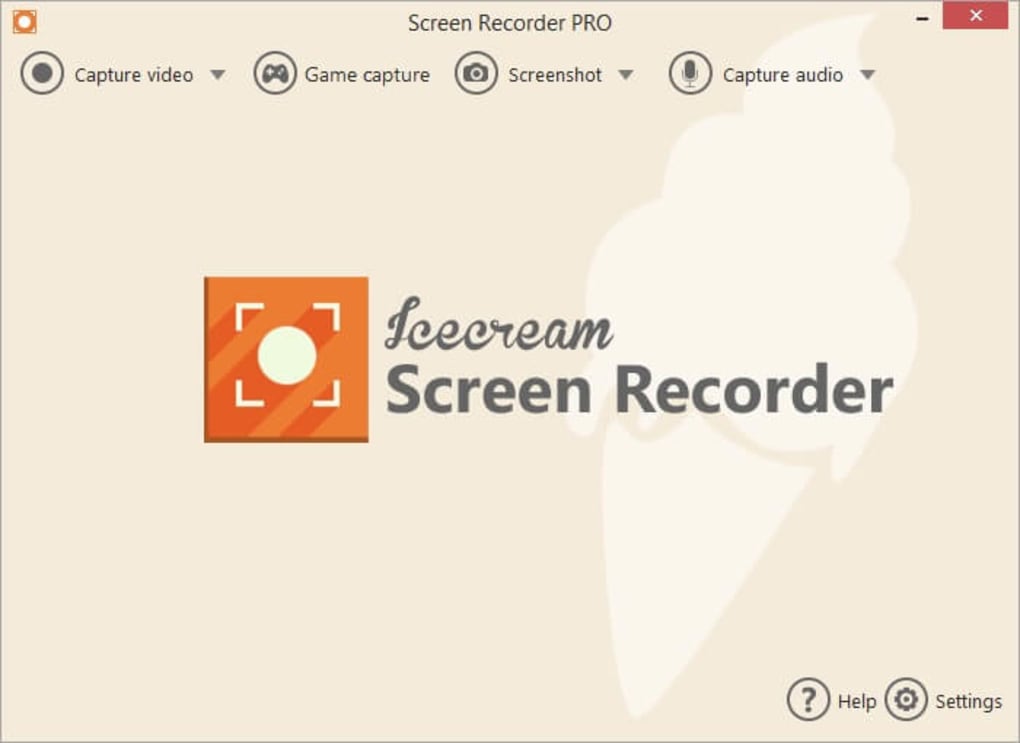 Screen Recorder PRO
Capture video Game capture Screenshot Capture audio
Icecream
Screen Recorder
? Help Settings